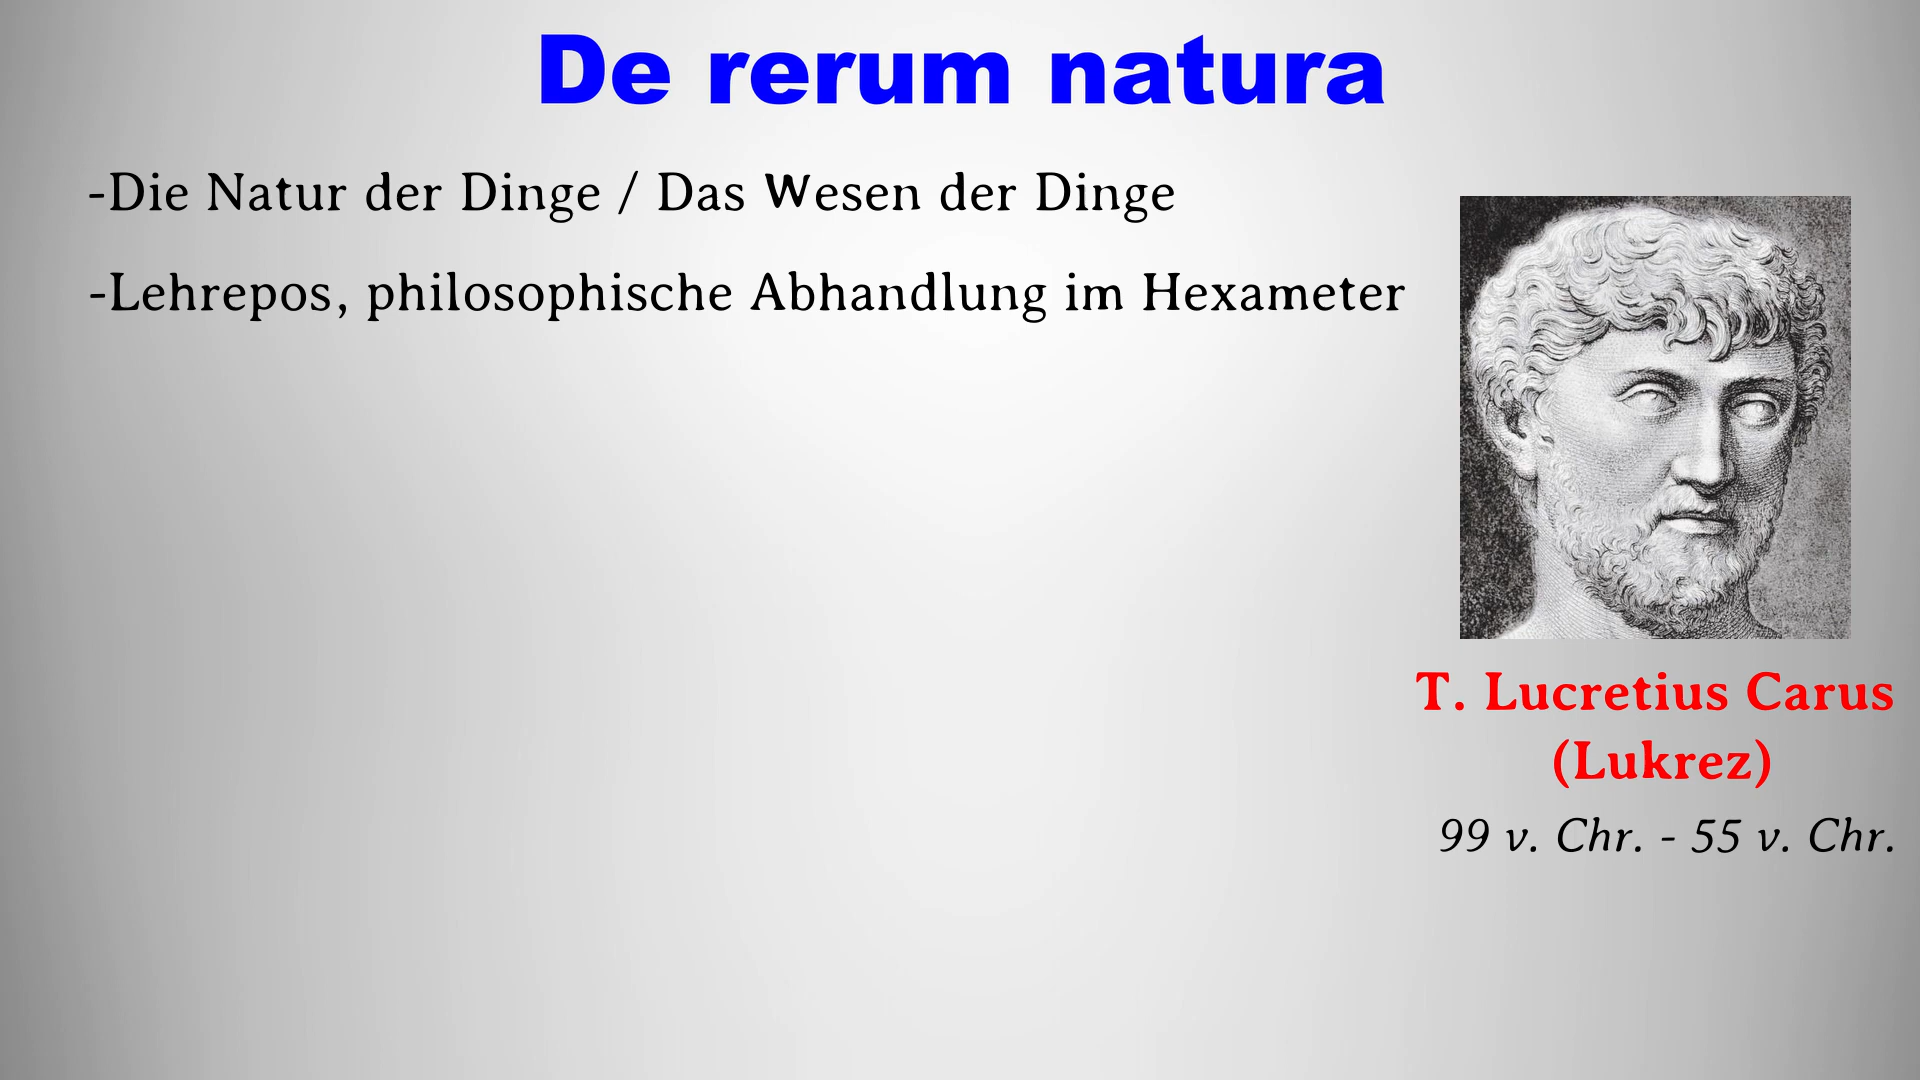 De rerum natura
-Die Natur der Dinge / Das Wesen der Dinge
-Lehrepos, philosophische Abhandlung im Hexameter
T. Lucretius Carus
(Lukrez)
99 v. Chr. - 55 v. Chr.